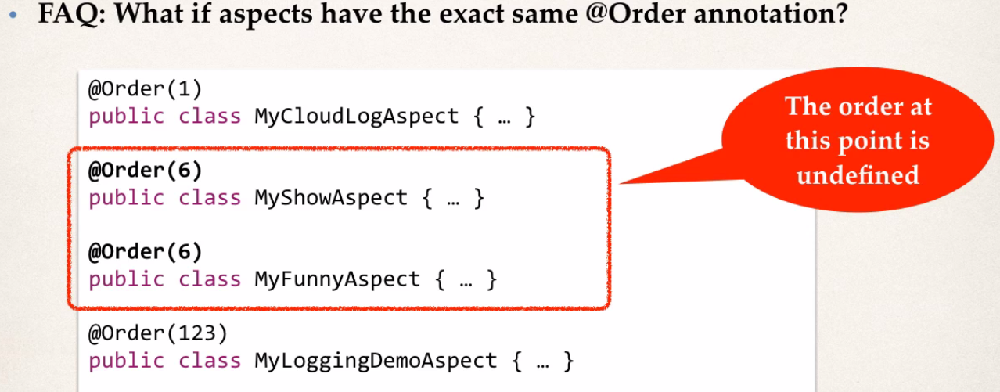 • FAQ: What if aspects have the exact same @Order annotation?
@Order(1)
public class MyCloudLogAspect { … }
@Order(6)
public class MyShowAspect { … }
@Order(6)
public class MyFunnyAspect { … }
@Order(123)
public class MyLoggingDemoAspect { … }
The order at
this point is
undefined